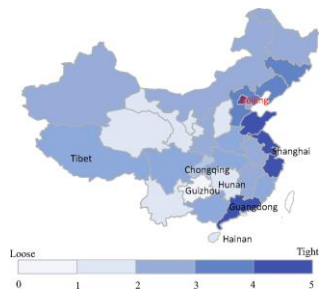 Beijing
Shanghai
Tibet
Chongqing
Hunan
Guizhou
Guangdong
Hainan
Loose Tight
0 1 2 3 4 5